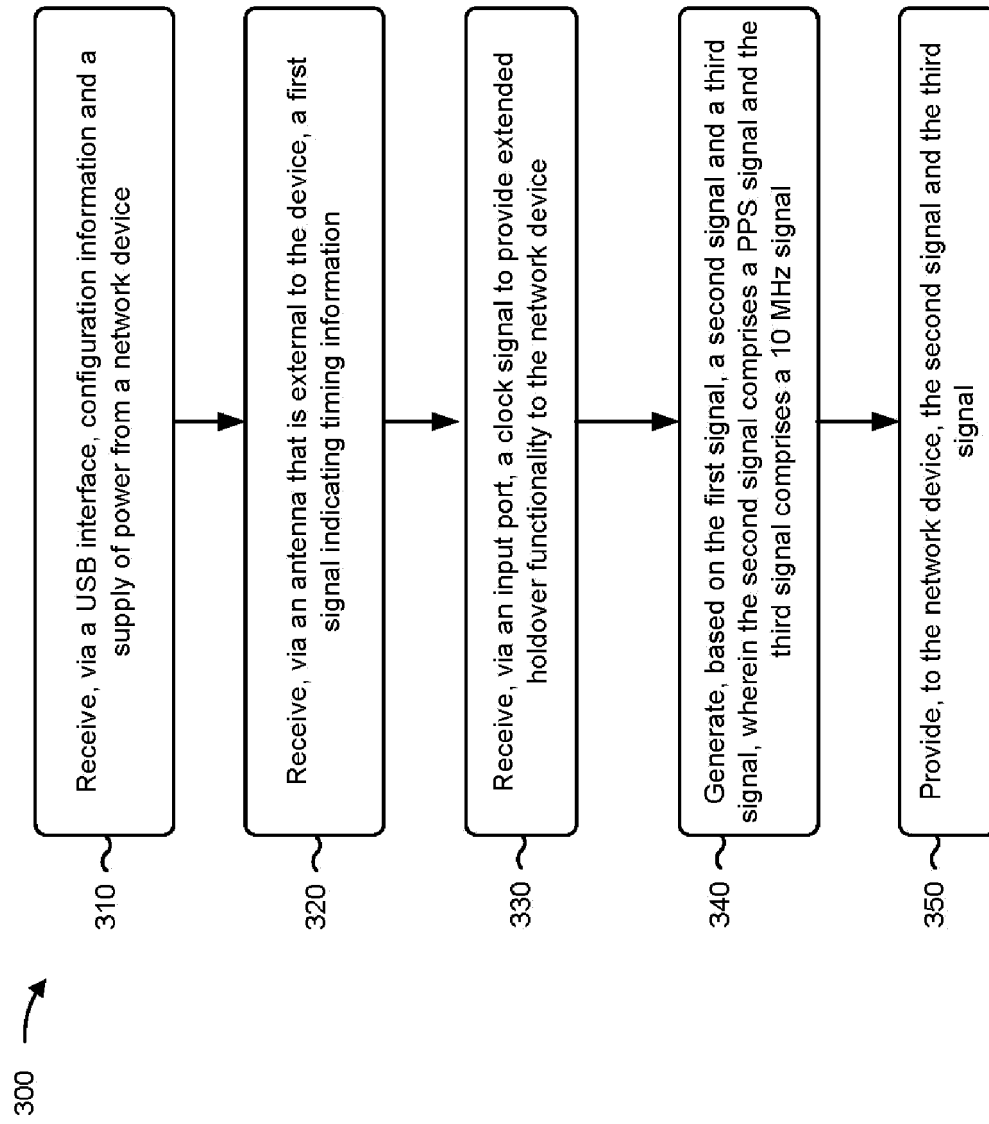 300
310
Receive, via a USB interface, configuration information and a
supply of power from a network device
320
Receive, via an antenna that is external to the device, a first
signal indicating timing information
330
Receive, via an input port, a clock signal to provide extended
holdover functionality to the network device
340
Generate, based on the first signal, a second signal and a third
signal, wherein the second signal comprises a PPS signal and the
third signal comprises a 10 MHz signal
350
Provide, to the network device, the second signal and the third
signal